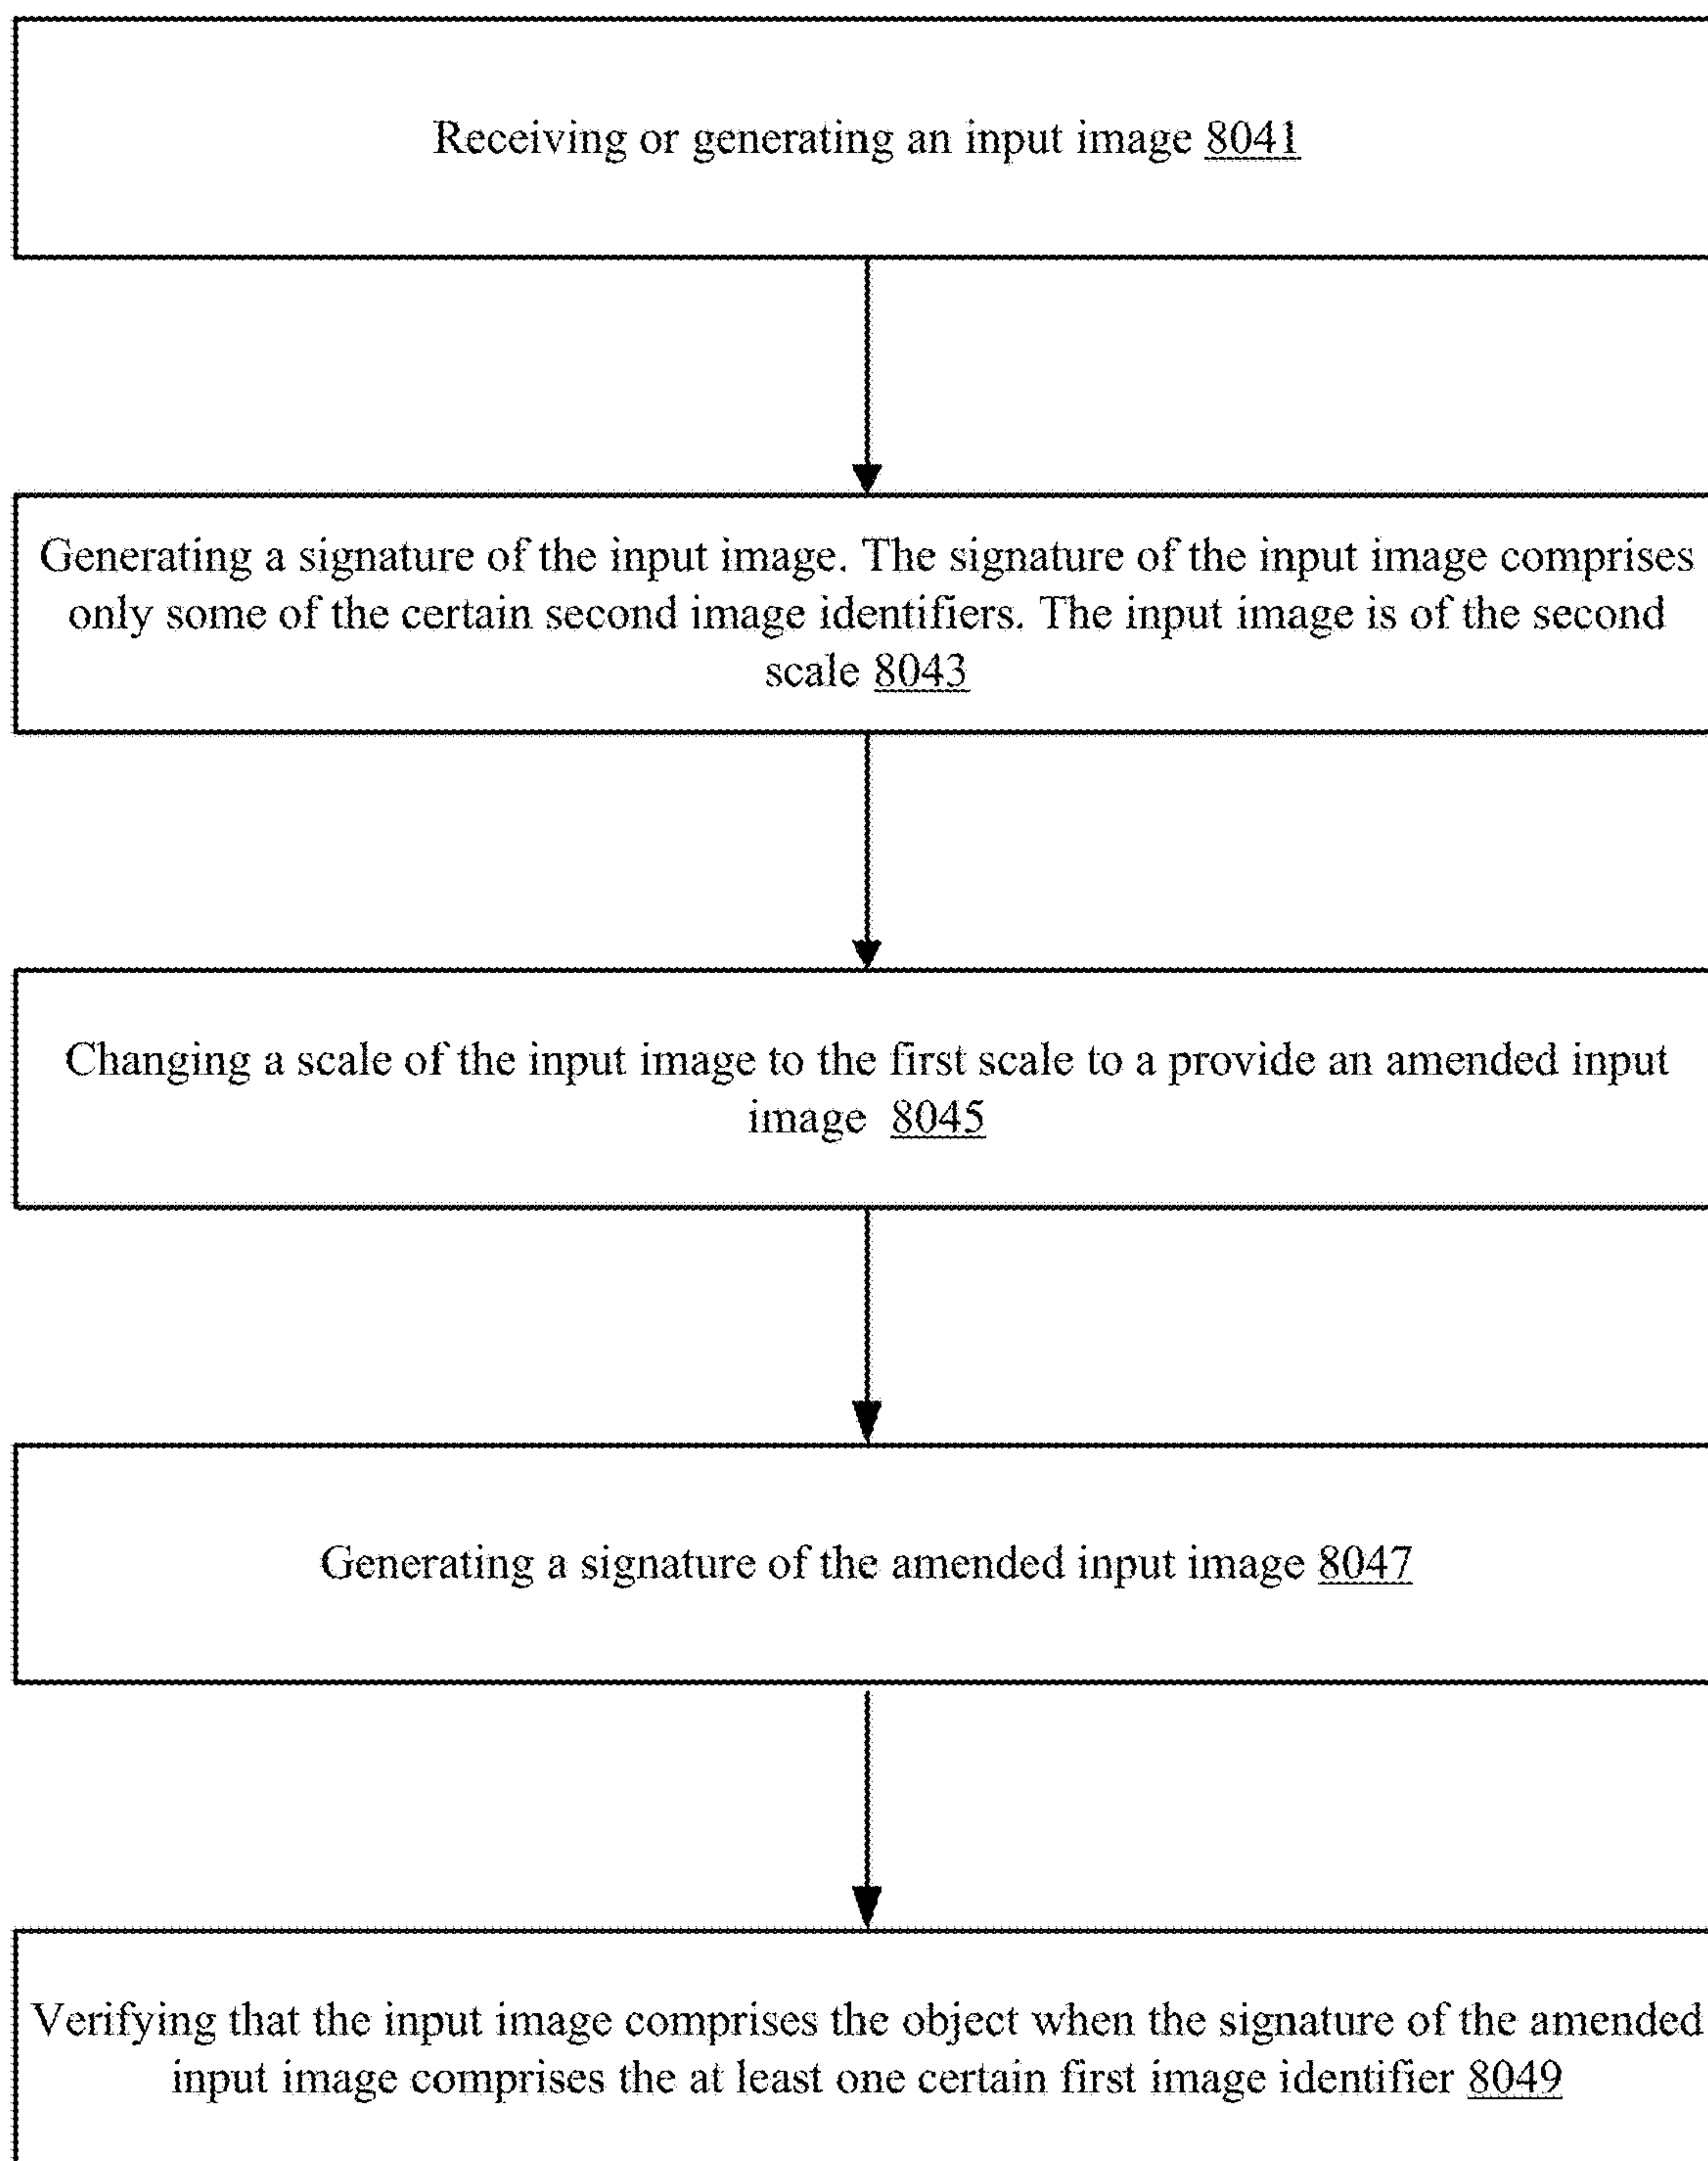 Receiving or generating an input image 8041
Generating a signature of the input image. The signature of the input image comprises
only some of the certain second image identifiers. The input image is of the second
scale 8043
Changing a scale of the input image to the first scale to a provide an amended input
image 8045
Generating a signature of the amended input image 8047
Verifying that the input image comprises the object when the signature of the amended
input image comprises the at least one certain first image identifier 8049